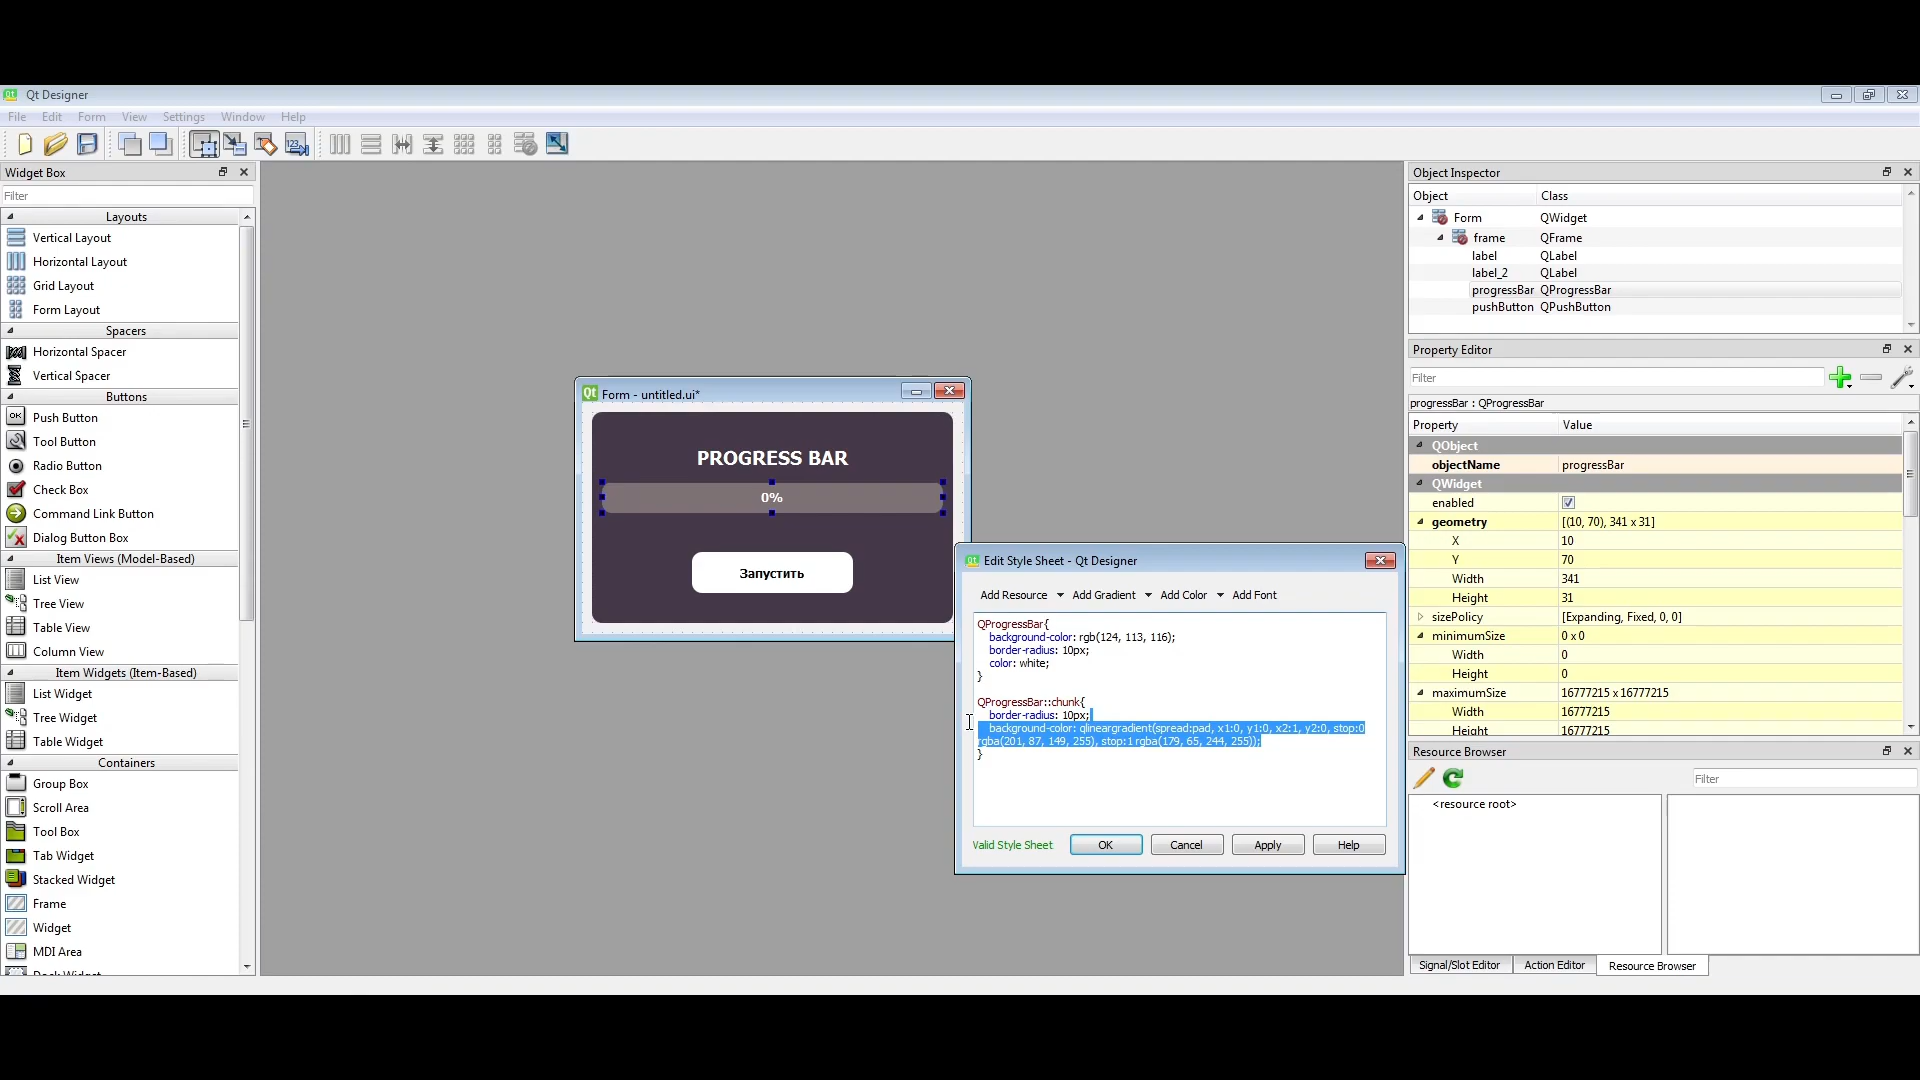 Qt Designer
File Edit Form View Settings Window Help
Widget Box
Filter
Layouts
Vertical Layout
Horizontal Layout
Grid Layout
Form Layout
Spacers
Horizontal Spacer
Vertical Spacer
Buttons
Push Button
Tool Button
Radio Button
Check Box
Command Link Button
Dialog Button Box
Item Views (Model-Based)
List View
Tree View
Table View
Column View
Item Widgets (Item-Based)
List Widget
Tree Widget
Table Widget
Containers
Group Box
Scroll Area
Tool Box
Tab Widget
Stacked Widget
Frame
Widget
MDI Area
Dock Widget
Form - untitled.ui*
PROGRESS BAR
0%
Запустить
Edit Style Sheet - Qt Designer
Add Resource Add Gradient Add Color Add Font
QProgressBar{
background-color: rgb(124, 113, 116);
border-radius: 10px;
color: white;
}
QProgressBar::chunk{
border-radius: 10px;
background-color: qlineargradient(spread:pad, x1:0, y1:0, x2:1, y2:0, stop:0
rgba(201, 87, 149, 255), stop:1 rgba(179, 65, 244, 255));
}
Valid Style Sheet OK Cancel Apply Help
Object Inspector
Object Class
Form QWidget
frame QFrame
label QLabel
label_2 QLabel
progressBar QProgressBar
pushButton QPushButton
Property Editor
Filter
progressBar : QProgressBar
Property Value
QObject
objectName progressBar
QWidget
enabled
geometry [(10, 70), 341 x 31]
X 10
Y 70
Width 341
Height 31
sizePolicy [Expanding, Fixed, 0, 0]
minimumSize 0 x 0
Width 0
Height 0
maximumSize 16777215 x 16777215
Width 16777215
Height 16777215
Resource Browser
Filter
<resource root>
Signal/Slot Editor Action Editor Resource Browser